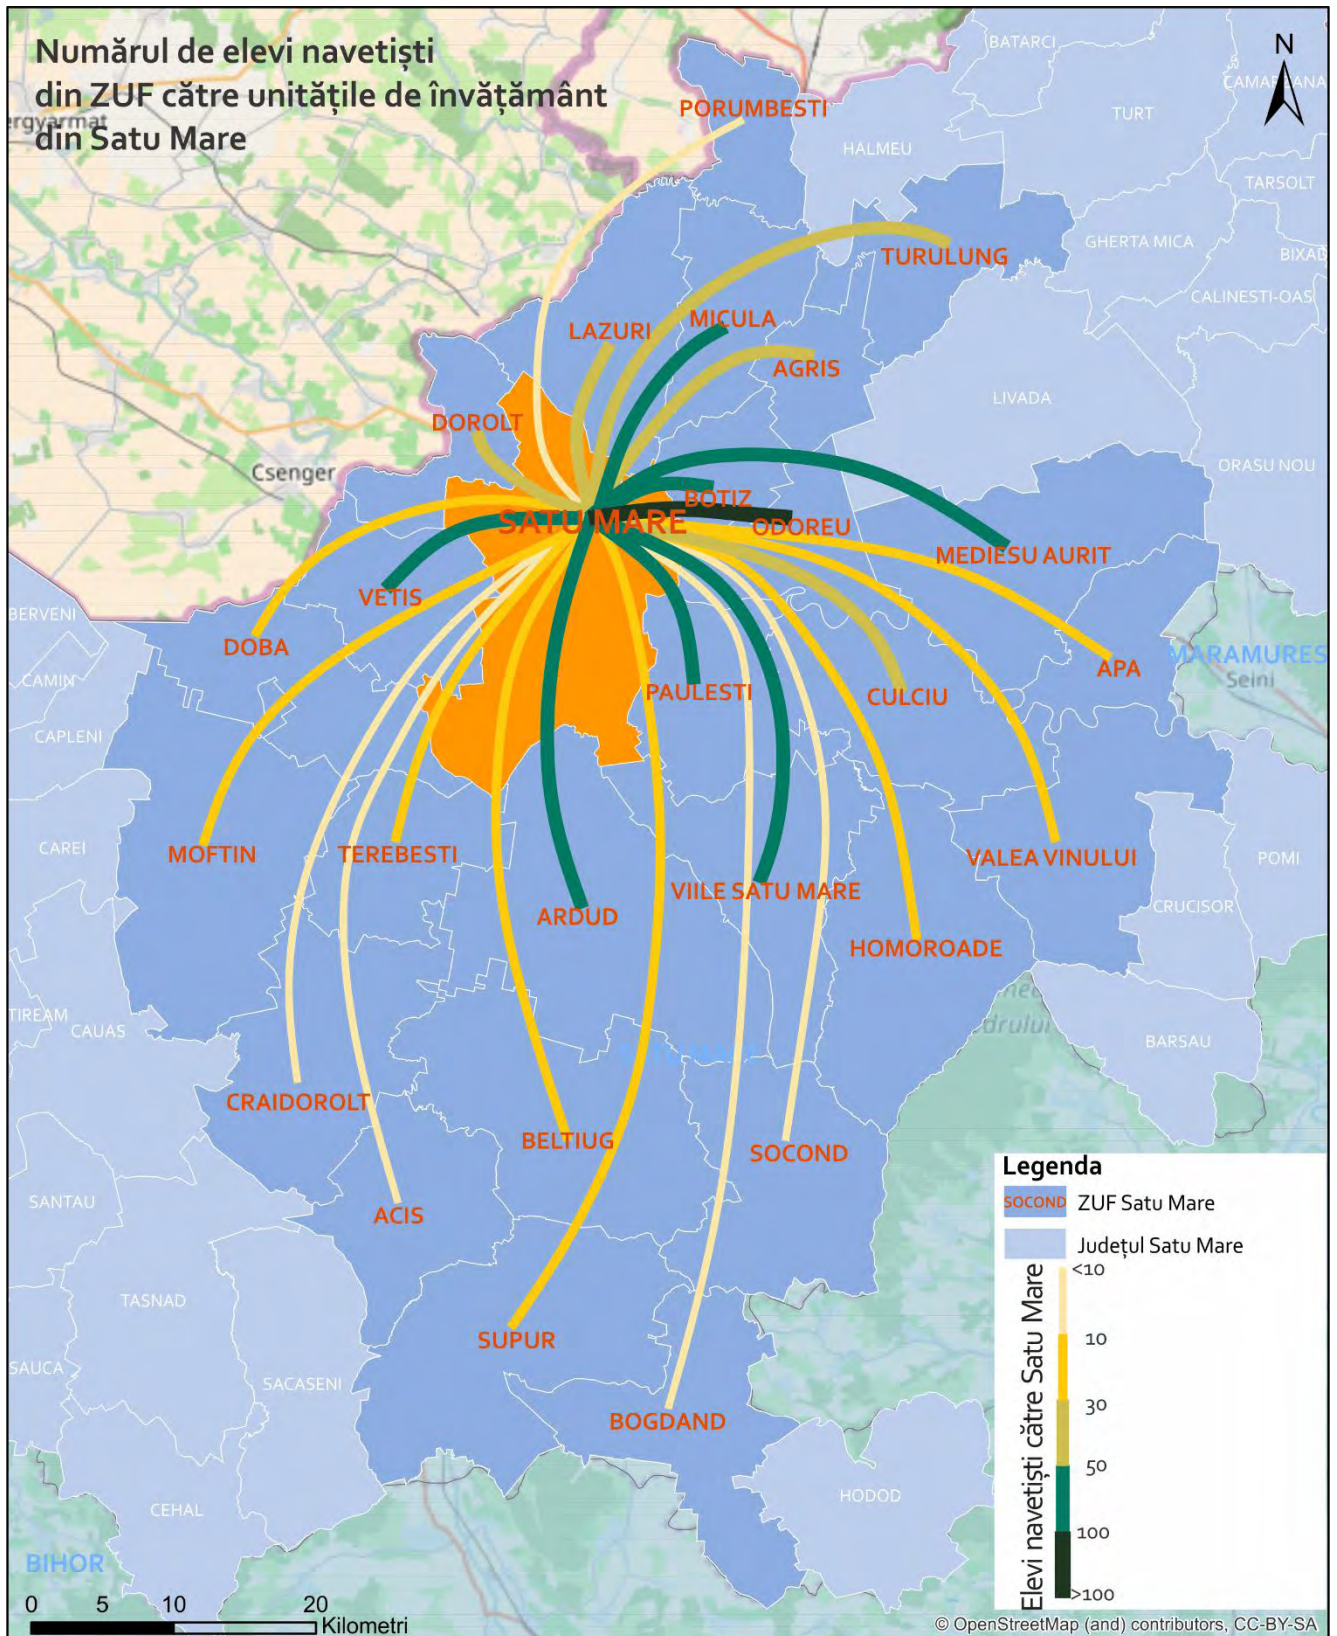 Numărul de elevi navetiști
din ZUF către unitățile de învățământ
din Satu Mare
ergyarmat
N
BATARCI
CAMARZANA
PORUMBESTI
TURT
HALMEU
TARSOLT
GHERTA MICA
BIXAD
TURULUNG
CALINESTI-OAS
LAZURI
MICULA
AGRIS
LIVADA
DOROLT
Csenger
ORASU NOU
BOTIZ
SATU MARE
ODOREU
MEDIESU AURIT
VETIS
BERVENI
DOBA
MARAMURES
Seini
APA
CAMIN
PAULESTI
CULCIU
CAPLENI
CAREI
MOFTIN
TEREBESTI
VALEA VINULUI
POMI
VIILE SATU MARE
CRUCISOR
ARDUD
HOMOROADE
drului
TIREAM
CAUAS
BARSAU
CRAIDOROLT
BELTIUG
SOCOND
SANTAU
ACIS
TASNAD
SUPUR
SAUCA
SACASENI
BOGDAND
CEHAL
HODOD
BIHOR
Legenda
SOCOND ZUF Satu Mare
Județul Satu Mare
Elevi navetiști către Satu Mare
<10
10
30
50
100
>100
0 5 10 20
Kilometri
© OpenStreetMap (and) contributors, CC-BY-SA